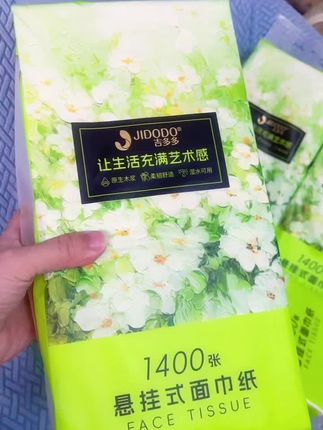 JIDODO®
吉多多
让生活充满艺术感
原生木浆 柔韧舒适 湿水可用
1400张
悬挂式面巾纸
FACE TISSUE